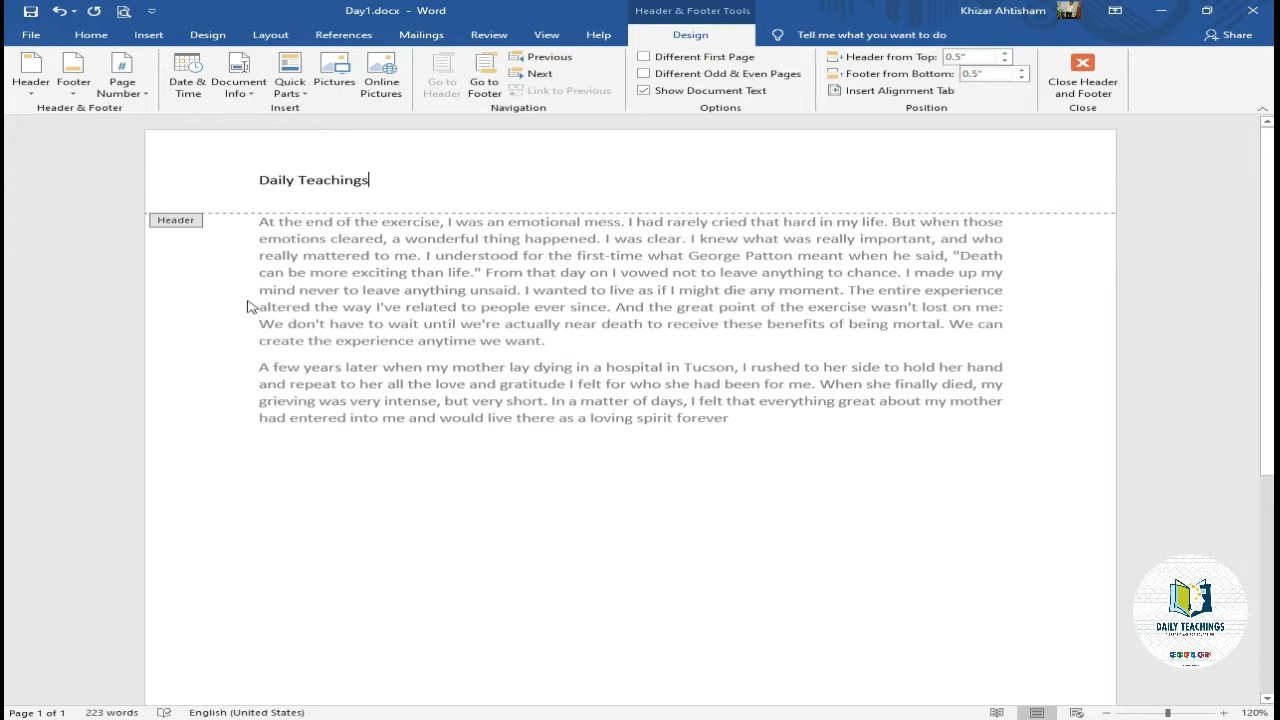 Day1.docx - Word
Header & Footer Tools
Khizar Ahtisham
File Home Insert Design Layout References Mailings Review View Help Design Tell me what you want to do Share
Header
Footer
Page Number
Header & Footer
Date & Time
Document Info
Quick Parts
Pictures
Online Pictures
Insert
Go to Header
Go to Footer
Previous
Next
Link to Previous
Navigation
Different First Page
Different Odd & Even Pages
Show Document Text
Options
Header from Top: 0.5"
Footer from Bottom: 0.5"
Insert Alignment Tab
Position
Close Header and Footer
Close
Daily Teachings
Header
At the end of the exercise, I was an emotional mess. I had rarely cried that hard in my life. But when those
emotions cleared, a wonderful thing happened. I was clear. I knew what was really important, and who
really mattered to me. I understood for the first-time what George Patton meant when he said, "Death
can be more exciting than life." From that day on I vowed not to leave anything to chance. I made up my
mind never to leave anything unsaid. I wanted to live as if I might die any moment. The entire experience
altered the way I've related to people ever since. And the great point of the exercise wasn't lost on me:
We don't have to wait until we're actually near death to receive these benefits of being mortal. We can
create the experience anytime we want.
A few years later when my mother lay dying in a hospital in Tucson, I rushed to her side to hold her hand
and repeat to her all the love and gratitude I felt for who she had been for me. When she finally died, my
grieving was very intense, but very short. In a matter of days, I felt that everything great about my mother
had entered into me and would live there as a loving spirit forever
DAILY TEACHINGS
Page 1 of 1 223 words English (United States) 120%